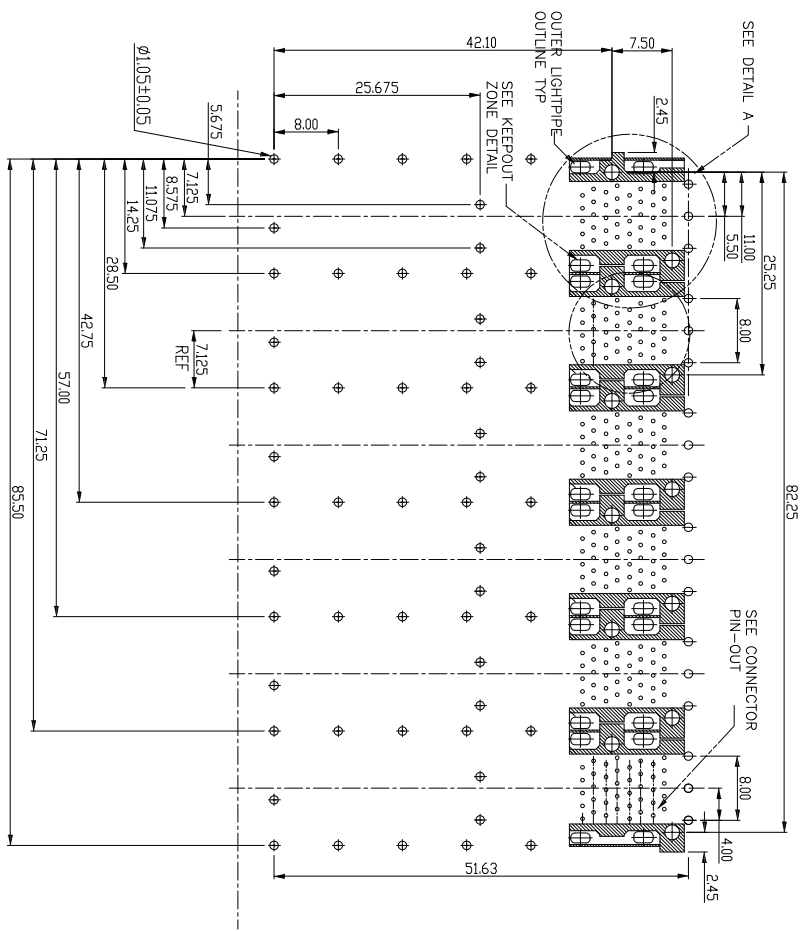 SEE DETAIL A
OUTER LIGHTPIPE
OUTLINE TYP
SEE KEEPOUT
ZONE DETAIL
SEE CONNECTOR
PIN-OUT
42.10
7.50
2.45
25.675
8.00
Ø1.05±0.05
5.675
7.125
8.575
11.075
14.25
28.50
42.75
57.00
71.25
85.50
7.125
REF
5.50
11.00
25.25
8.00
82.25
8.00
4.00
2.45
51.63